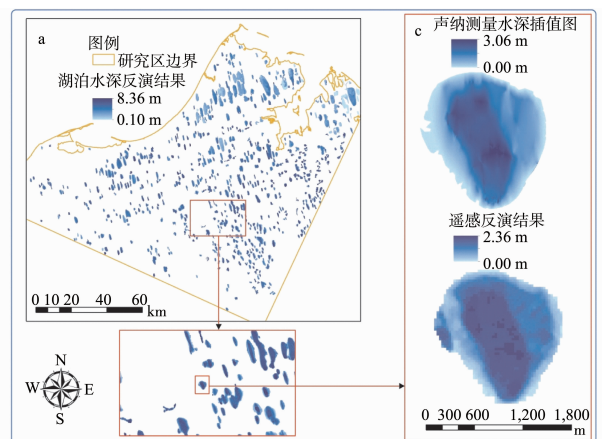 a
图例
研究区边界
湖泊水深反演结果
8.36 m
0.10 m
0 10 20 40 60
km
N
W E
S
c
声纳测量水深插值图
3.06 m
0.00 m
遥感反演结果
2.36 m
0.00 m
0 300 600 1,200 1,800
m